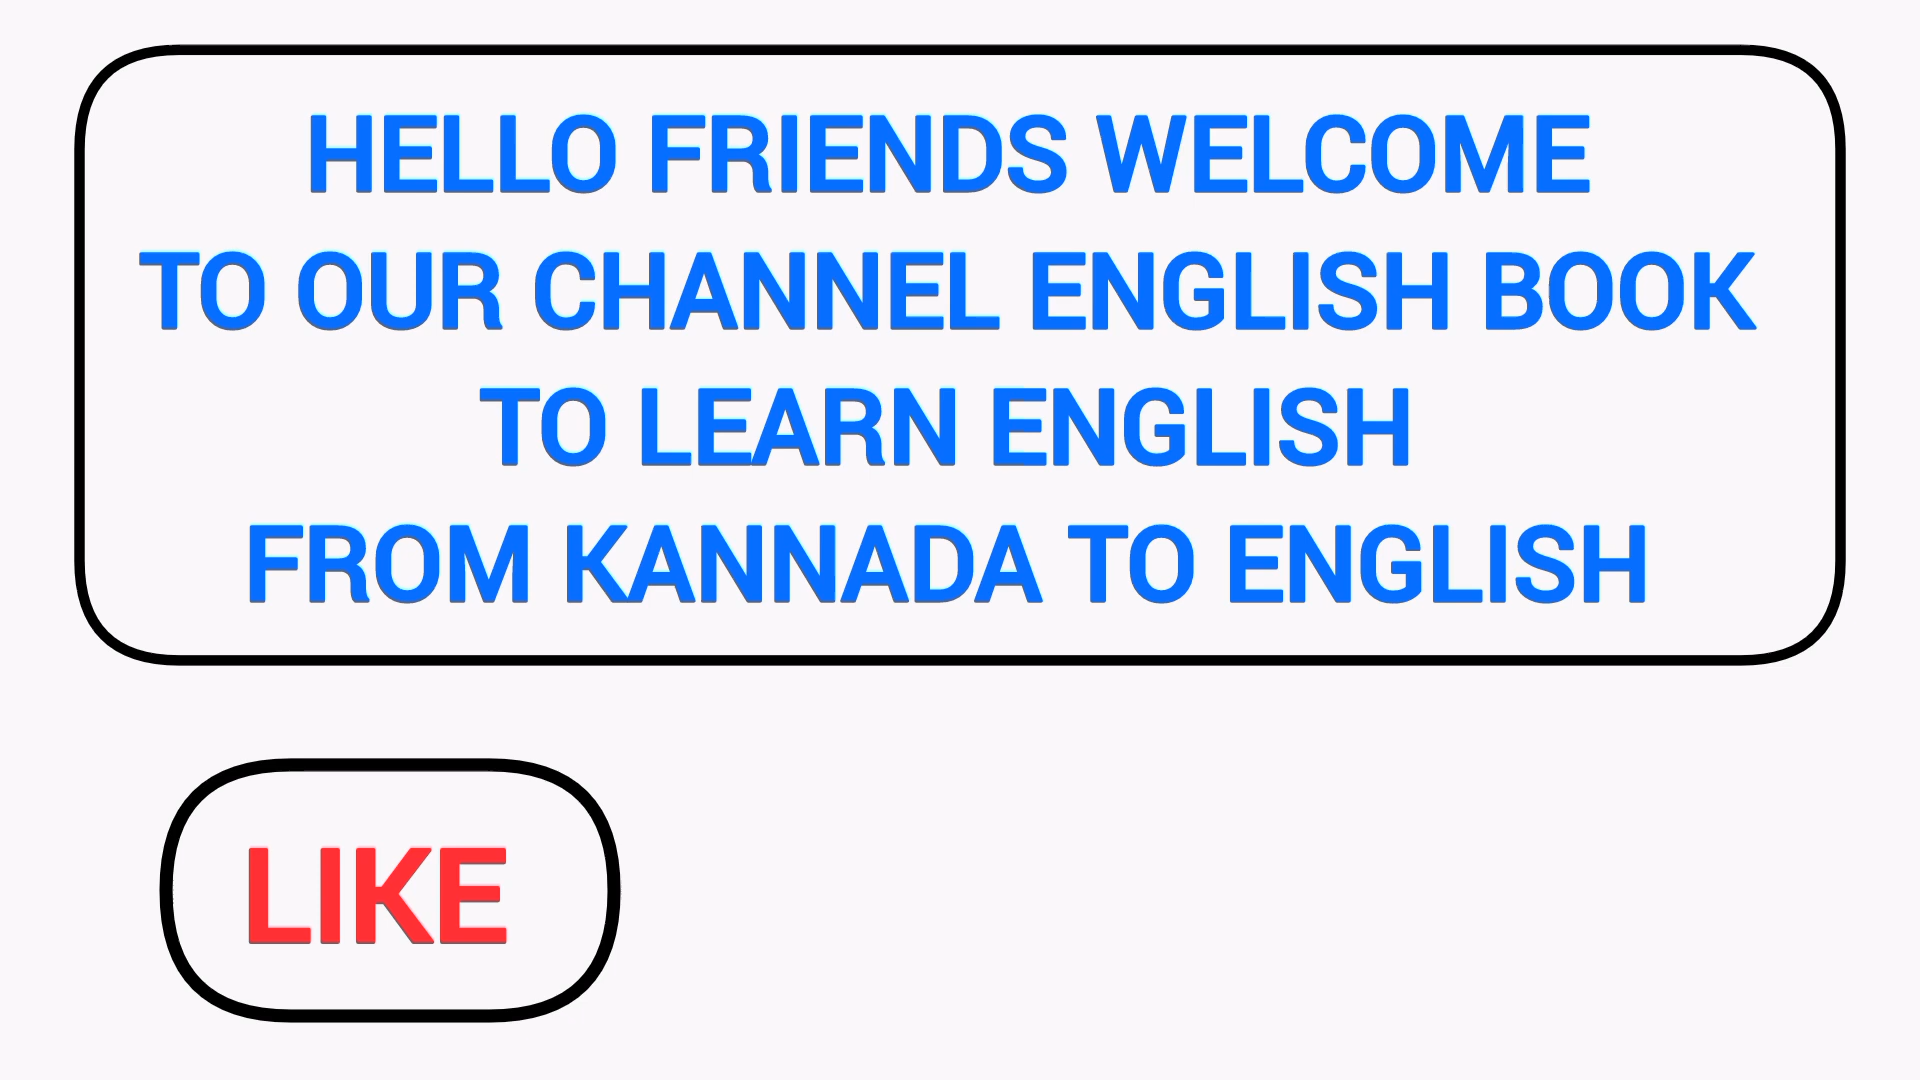 HELLO FRIENDS WELCOME
TO OUR CHANNEL ENGLISH BOOK
TO LEARN ENGLISH
FROM KANNADA TO ENGLISH
LIKE